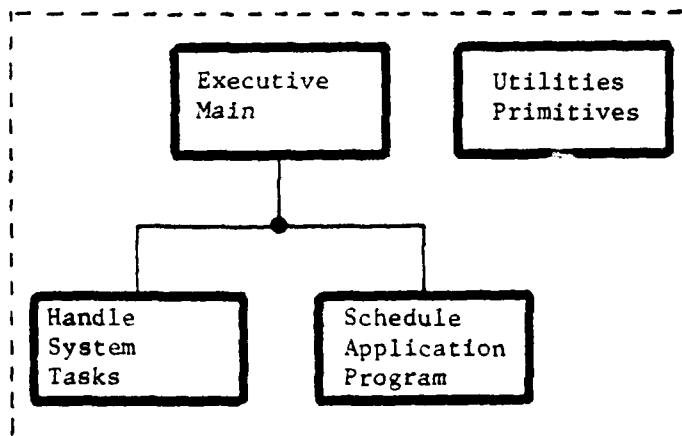 Executive
Main
Utilities
Primitives
Handle
System
Tasks
Schedule
Application
Program